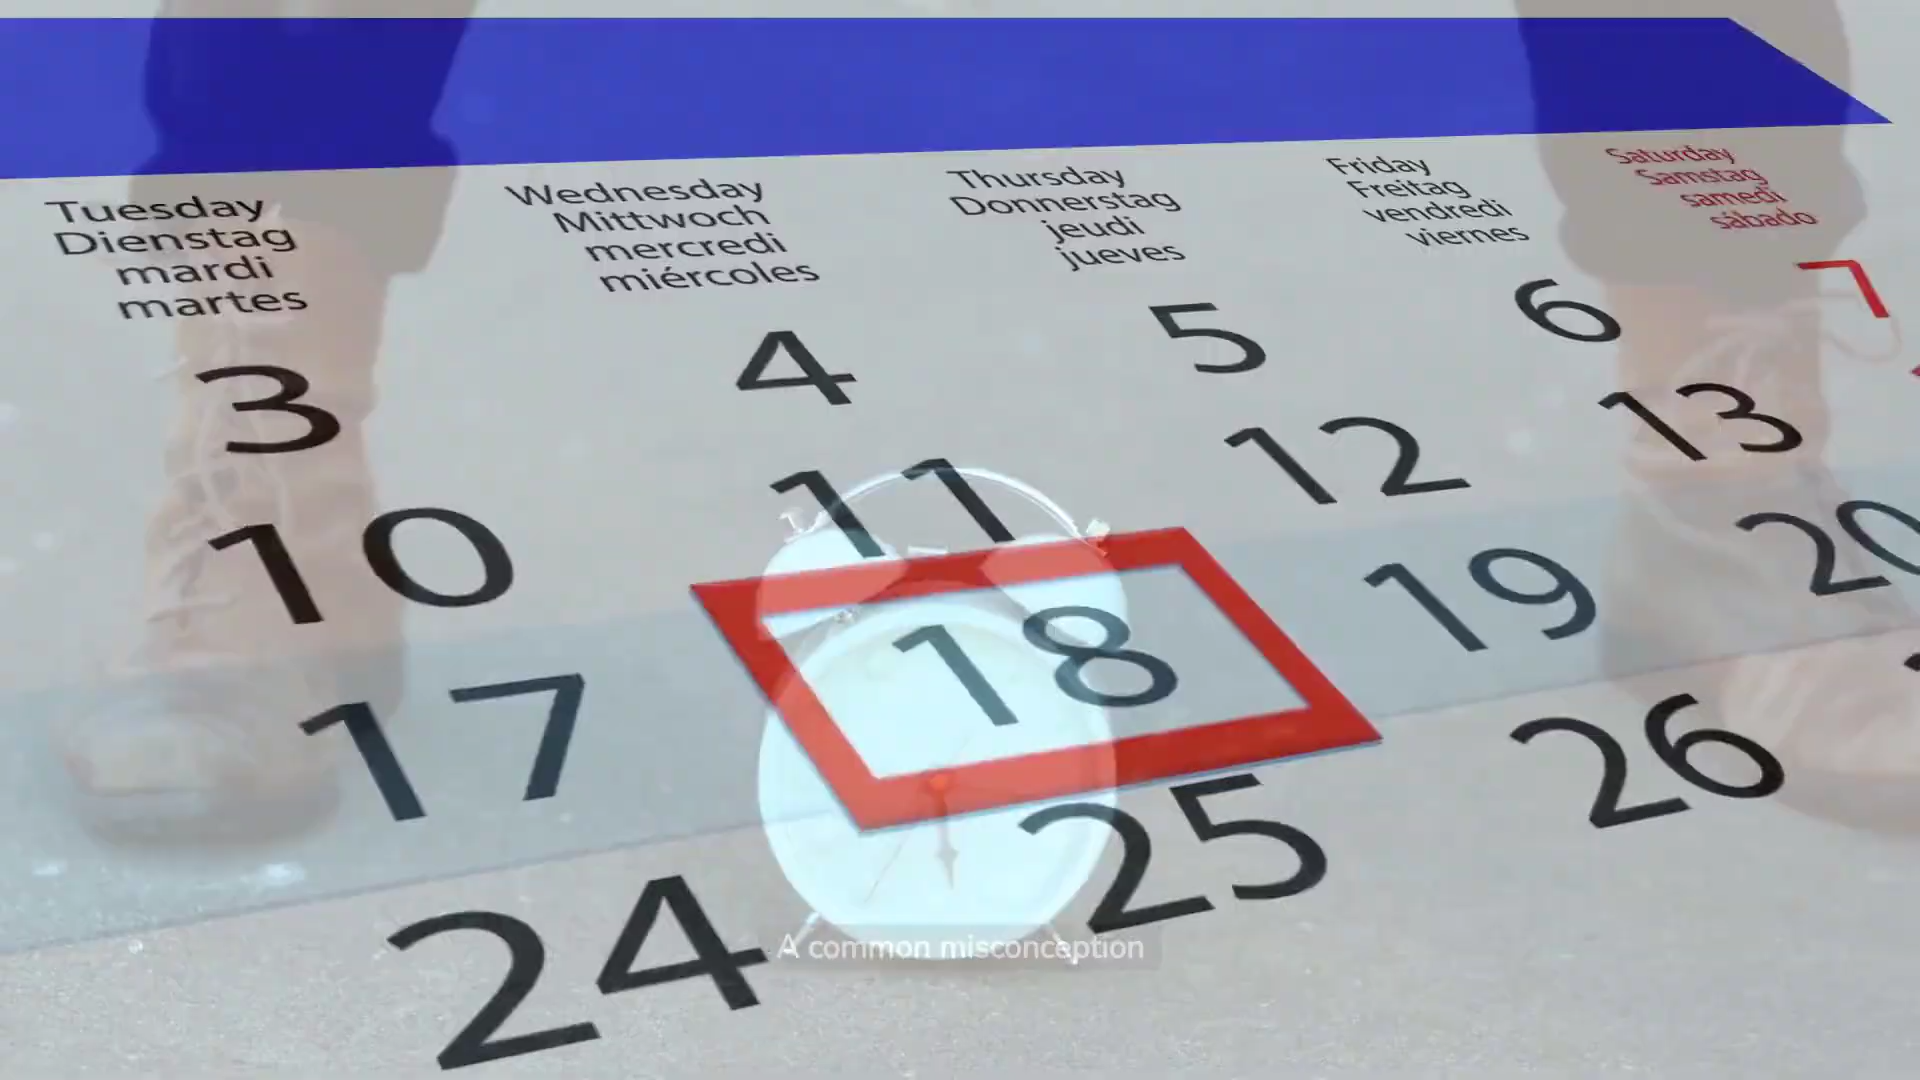 Tuesday
Dienstag
mardi
martes
Wednesday
Mittwoch
mercredi
miércoles
Thursday
Donnerstag
jeudi
jueves
Friday
Freitag
vendredi
viernes
Saturday
Samstag
samedi
sábado
3 4 5 6 7
10 11 12 13
17 18 19 20
24 25 26
A common misconception